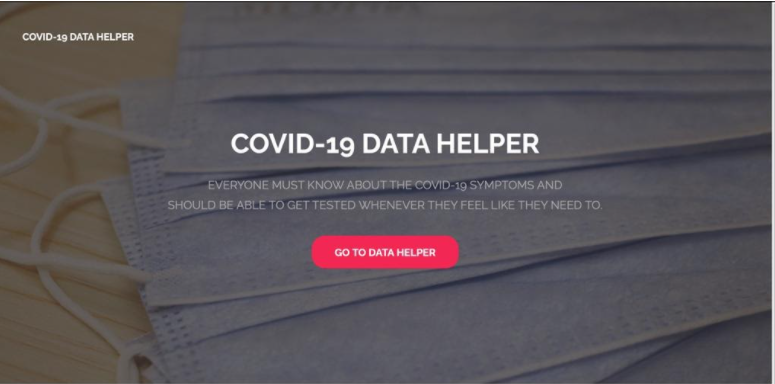 COVID-19 DATA HELPER
COVID-19 DATA HELPER
EVERYONE MUST KNOW ABOUT THE COVID-19 SYMPTOMS AND
SHOULD BE ABLE TO GET TESTED WHENEVER THEY FEEL LIKE THEY NEED TO.
GO TO DATA HELPER